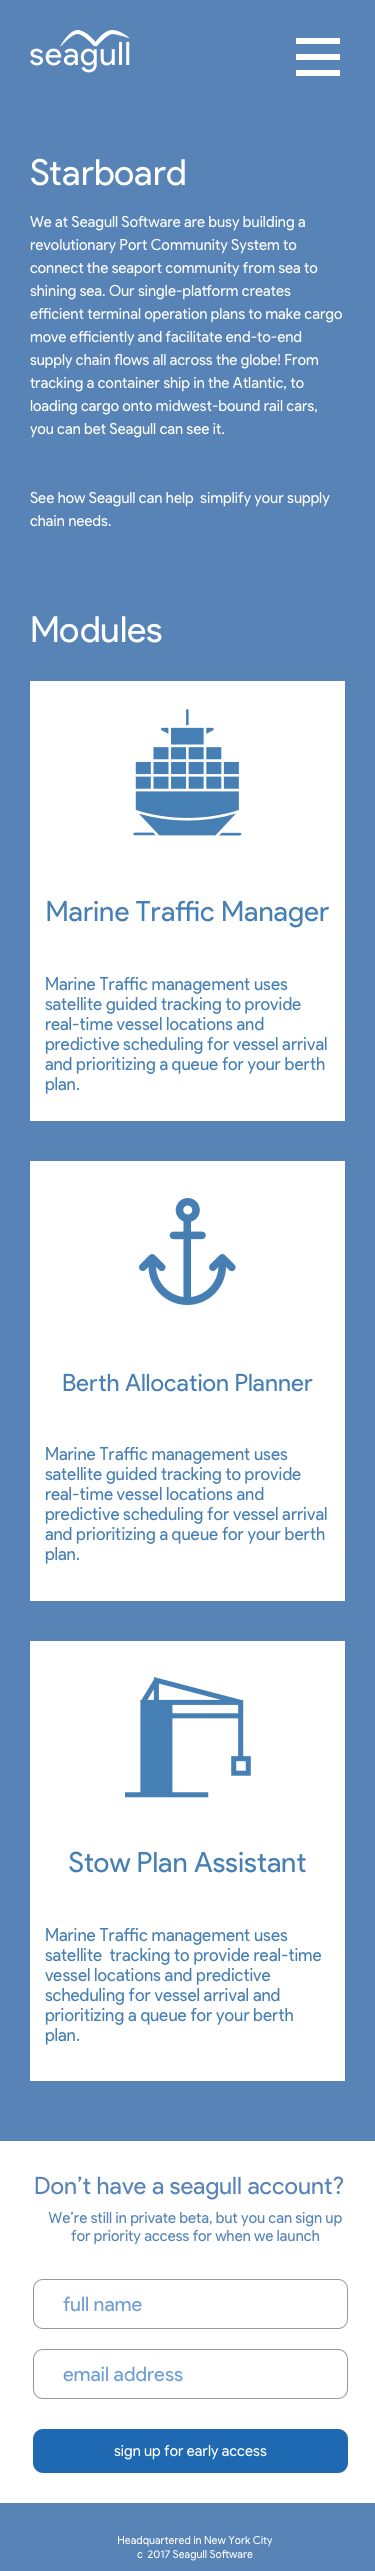 seagull
Starboard
We at Seagull Software are busy building a
revolutionary Port Community System to
connect the seaport community from sea to
shining sea. Our single-platform creates
efficient terminal operation plans to make cargo
move efficiently and facilitate end-to-end
supply chain flows all across the globe! From
tracking a container ship in the Atlantic, to
loading cargo onto midwest-bound rail cars,
you can bet Seagull can see it.
See how Seagull can help  simplify your supply
chain needs.
Modules
Marine Traffic Manager
Marine Traffic management uses
satellite guided tracking to provide
real-time vessel locations and
predictive scheduling for vessel arrival
and prioritizing a queue for your berth
plan.
Berth Allocation Planner
Marine Traffic management uses
satellite guided tracking to provide
real-time vessel locations and
predictive scheduling for vessel arrival
and prioritizing a queue for your berth
plan.
Stow Plan Assistant
Marine Traffic management uses
satellite  tracking to provide real-time
vessel locations and predictive
scheduling for vessel arrival and
prioritizing a queue for your berth
plan.
Don't have a seagull account?
We're still in private beta, but you can sign up
for priority access for when we launch
full name
email address
sign up for early access
Headquartered in New York City
c  2017 Seagull Software